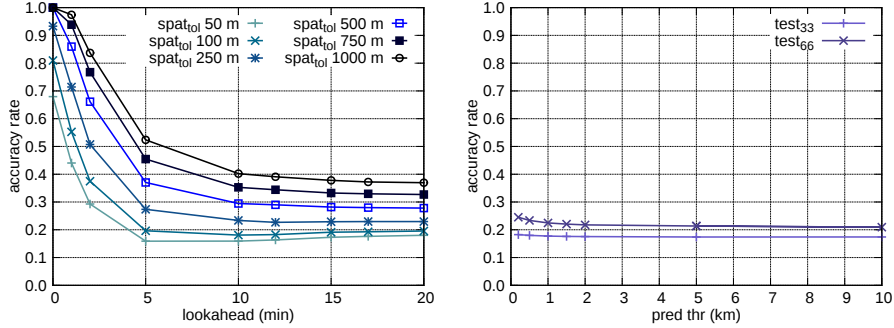 1.0
0.9
0.8
0.7
0.6
0.5
0.4
0.3
0.2
0.1
0.0
accuracy rate
spat_tol 50 m
spat_tol 100 m
spat_tol 250 m
spat_tol 500 m
spat_tol 750 m
spat_tol 1000 m
0 5 10 15 20
lookahead (min)
1.0
0.9
0.8
0.7
0.6
0.5
0.4
0.3
0.2
0.1
0.0
accuracy rate
test_33
test_66
0 1 2 3 4 5 6 7 8 9 10
pred thr (km)